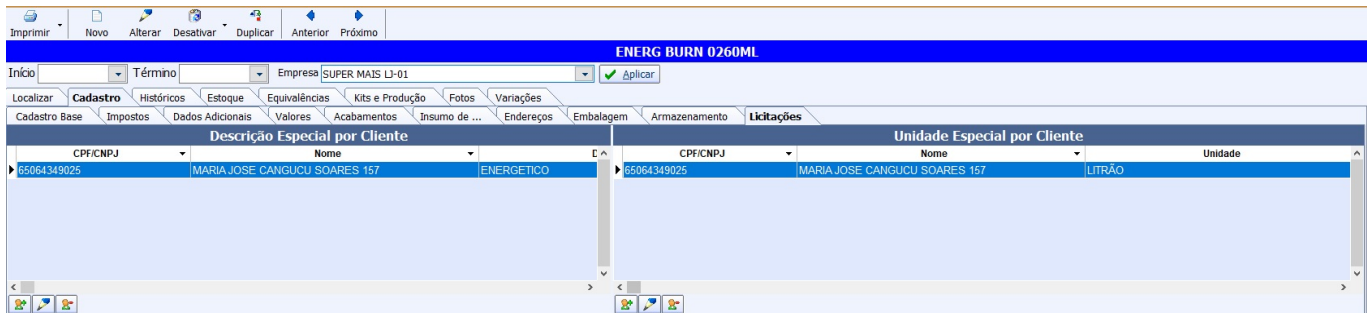 Imprimir Novo Alterar Desativar Duplicar Anterior Próximo
ENERG BURN 0260ML
Início Término Empresa SUPER MAIS LJ-01 Aplicar
Localizar Cadastro Históricos Estoque Equivalências Kits e Produção Fotos Variações
Cadastro Base Impostos Dados Adicionais Valores Acabamentos Insumo de ... Endereços Embalagem Armazenamento Licitações
Descrição Especial por Cliente Unidade Especial por Cliente
CPF/CNPJ Nome D CPF/CNPJ Nome Unidade
65064349025 MARIA JOSE CANGUCU SOARES 157 ENERGETICO 65064349025 MARIA JOSE CANGUCU SOARES 157 LITRÃO